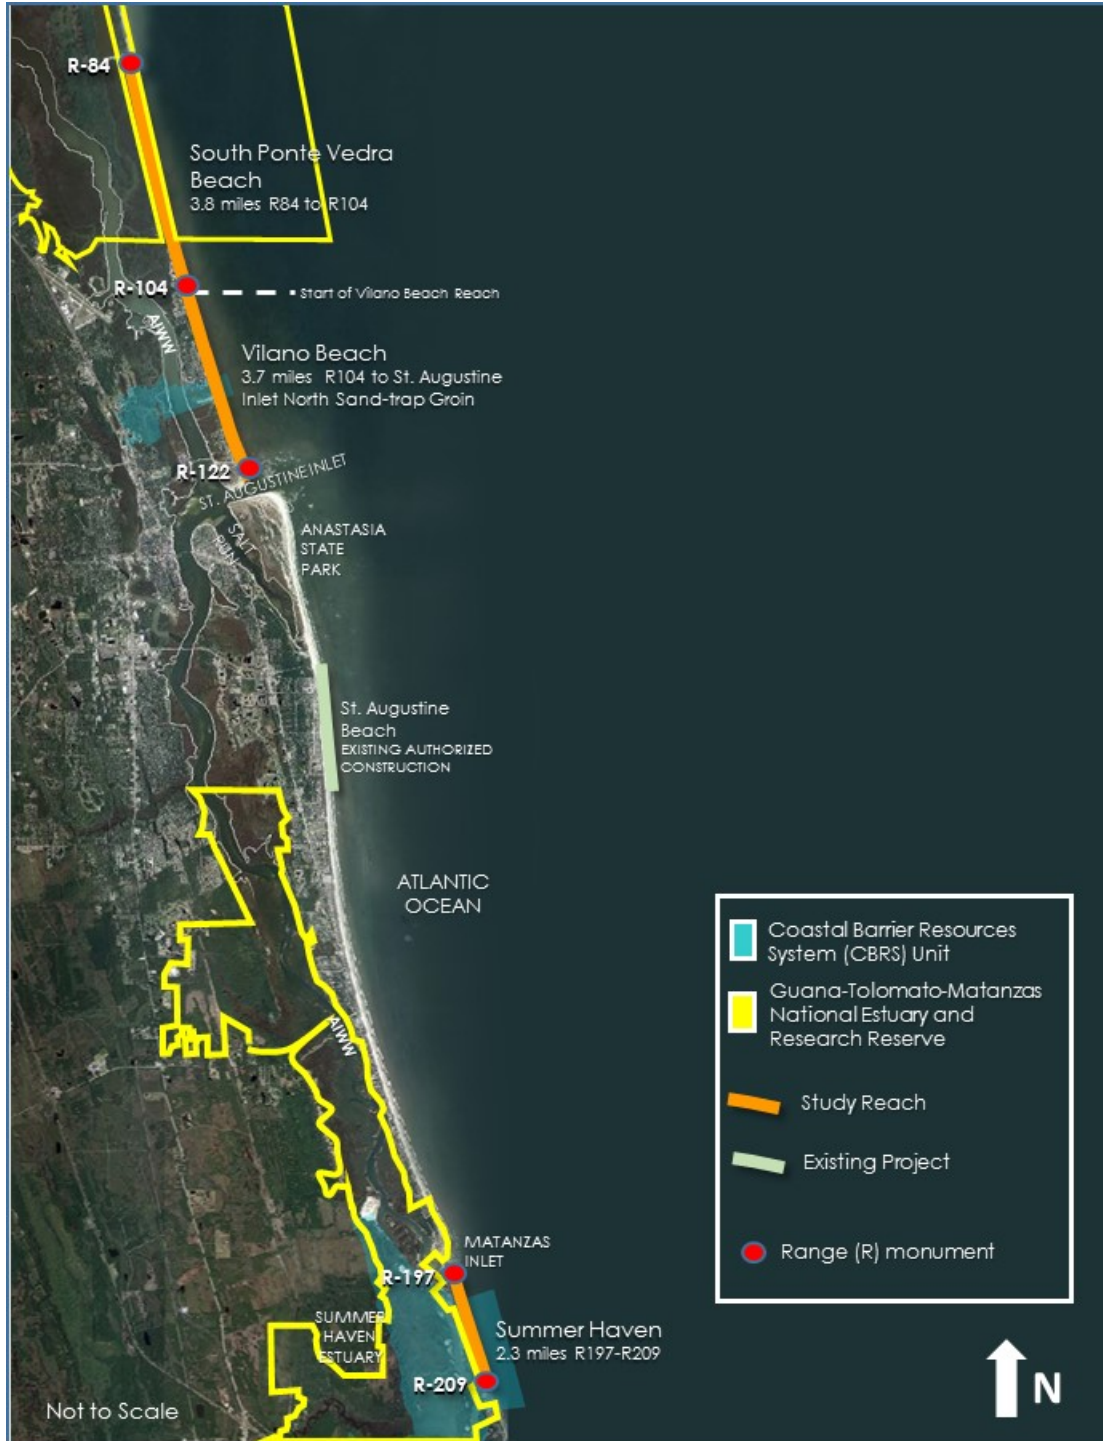 R-84
South Ponte Vedra
Beach
3.8 miles R84 to R104
R-104
Start of Vilano Beach Reach
AIWW
Vilano Beach
3.7 miles R104 to St. Augustine
Inlet North Sand-trap Groin
R-122
ST. AUGUSTINE INLET
SALT
RUN
ANASTASIA
STATE
PARK
St. Augustine
Beach
EXISTING AUTHORIZED
CONSTRUCTION
ATLANTIC
OCEAN
Coastal Barrier Resources
System (CBRS) Unit
Guana-Tolomato-Matanzas
National Estuary and
Research Reserve
Study Reach
Existing Project
Range (R) monument
AIWW
MATANZAS
INLET
R-197
SUMMER
HAVEN
ESTUARY
Summer Haven
2.3 miles R197-R209
R-209
N
Not to Scale